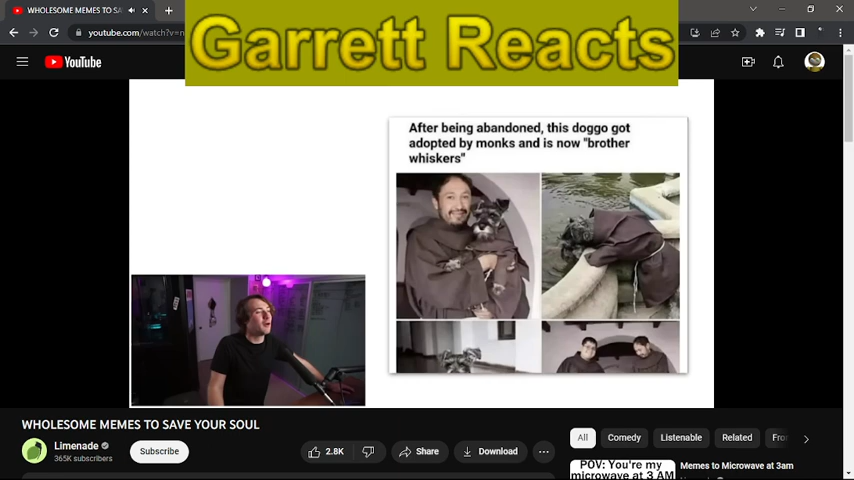 WHOLESOME MEMES TO SA
youtube.com/watch?v=n
Garrett Reacts
YouTube
After being abandoned, this doggo got
adopted by monks and is now "brother
whiskers"
WHOLESOME MEMES TO SAVE YOUR SOUL
Limenade
365K subscribers
Subscribe
2.8K
Share
Download
All
Comedy
Listenable
Related
Fro
POV: You're my
microwave at 3 AM
Memes to Microwave at 3am